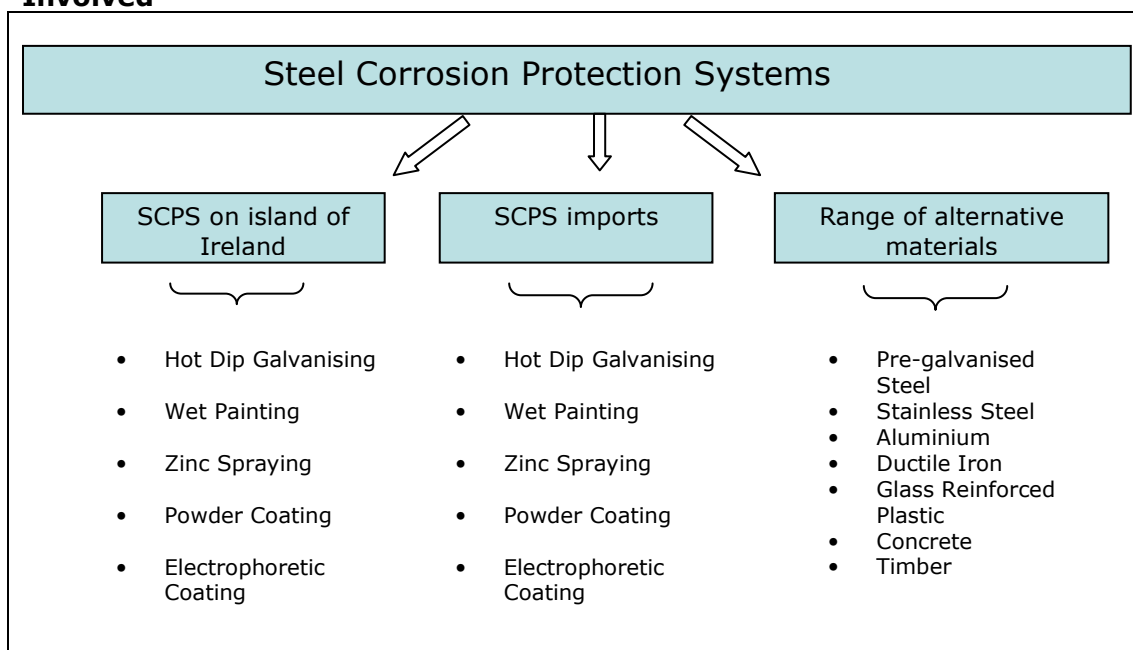 Involved
Steel Corrosion Protection Systems
SCPS on island of
Ireland
SCPS imports
Range of alternative
materials
• Hot Dip Galvanising
• Wet Painting
• Zinc Spraying
• Powder Coating
• Electrophoretic
Coating
• Hot Dip Galvanising
• Wet Painting
• Zinc Spraying
• Powder Coating
• Electrophoretic
Coating
• Pre-galvanised
Steel
• Stainless Steel
• Aluminium
• Ductile Iron
• Glass Reinforced
Plastic
• Concrete
• Timber